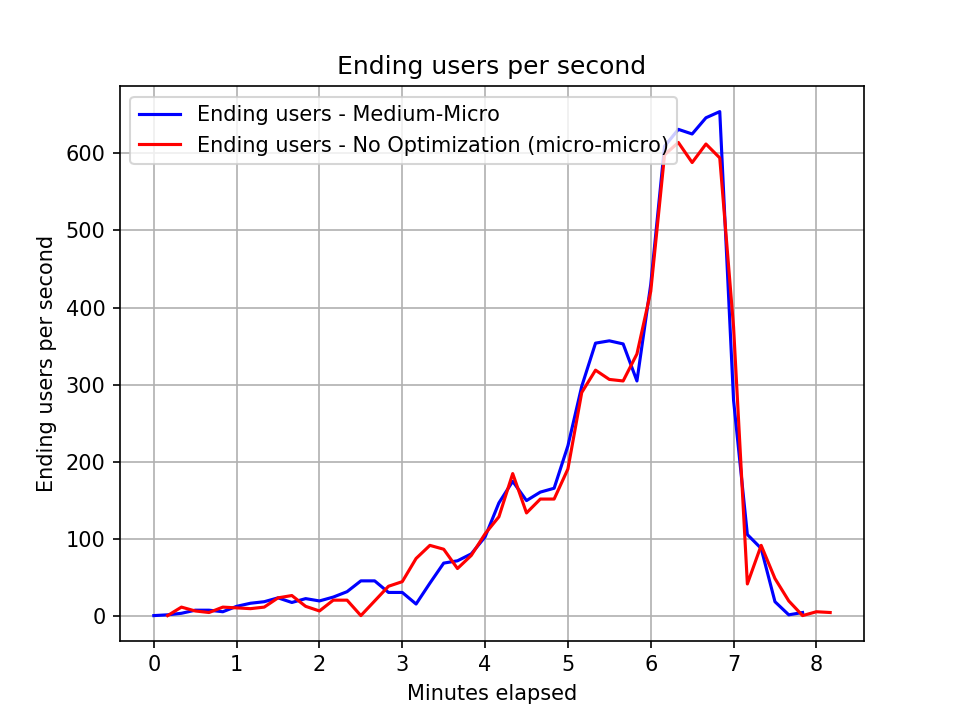 Ending users per second
Ending users - Medium-Micro
Ending users - No Optimization (micro-micro)
Ending users per second
600
500
400
300
200
100
0
0 1 2 3 4 5 6 7 8
Minutes elapsed